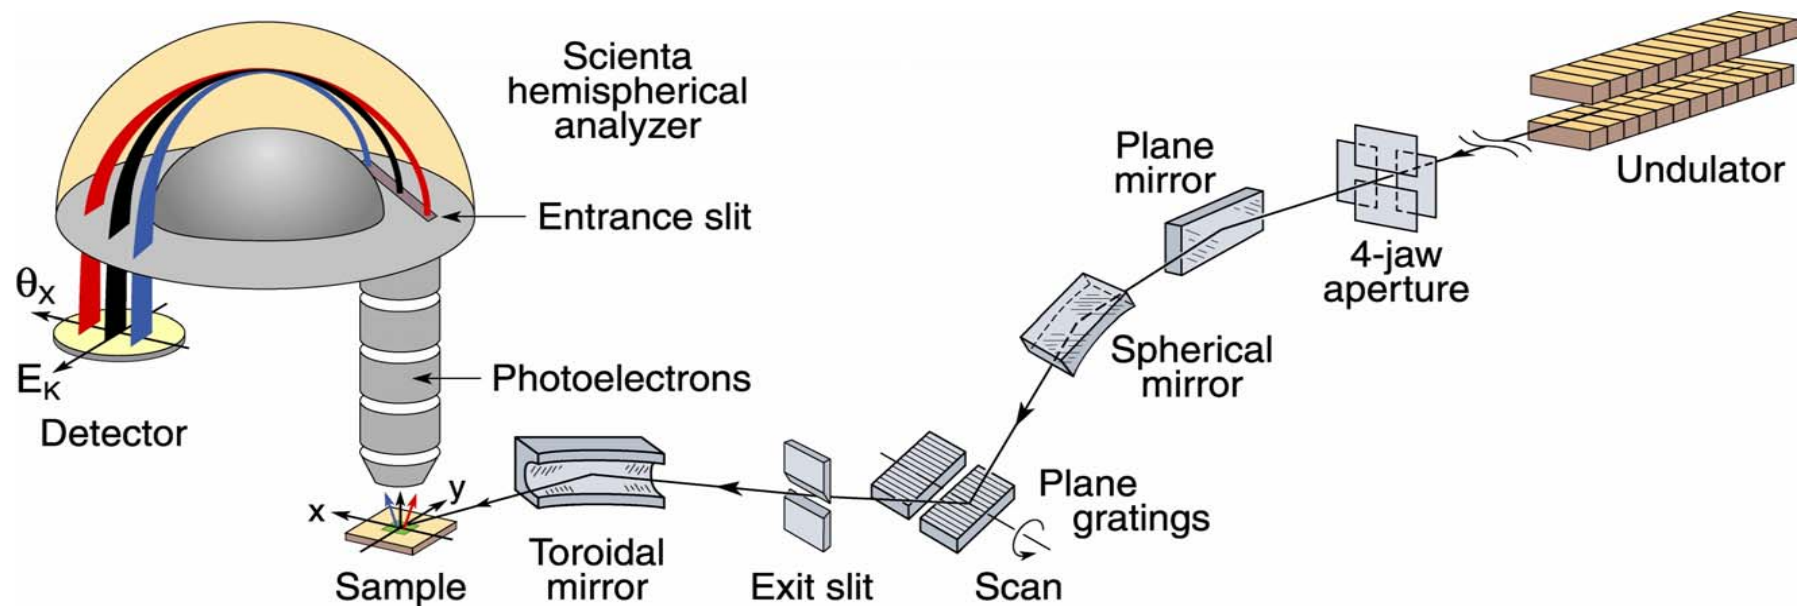 Scienta
hemispherical
analyzer
Entrance slit
θX
EK
Detector
Photoelectrons
x
y
Sample
Toroidal
mirror
Exit slit
Scan
Plane
gratings
Spherical
mirror
Plane
mirror
4-jaw
aperture
Undulator